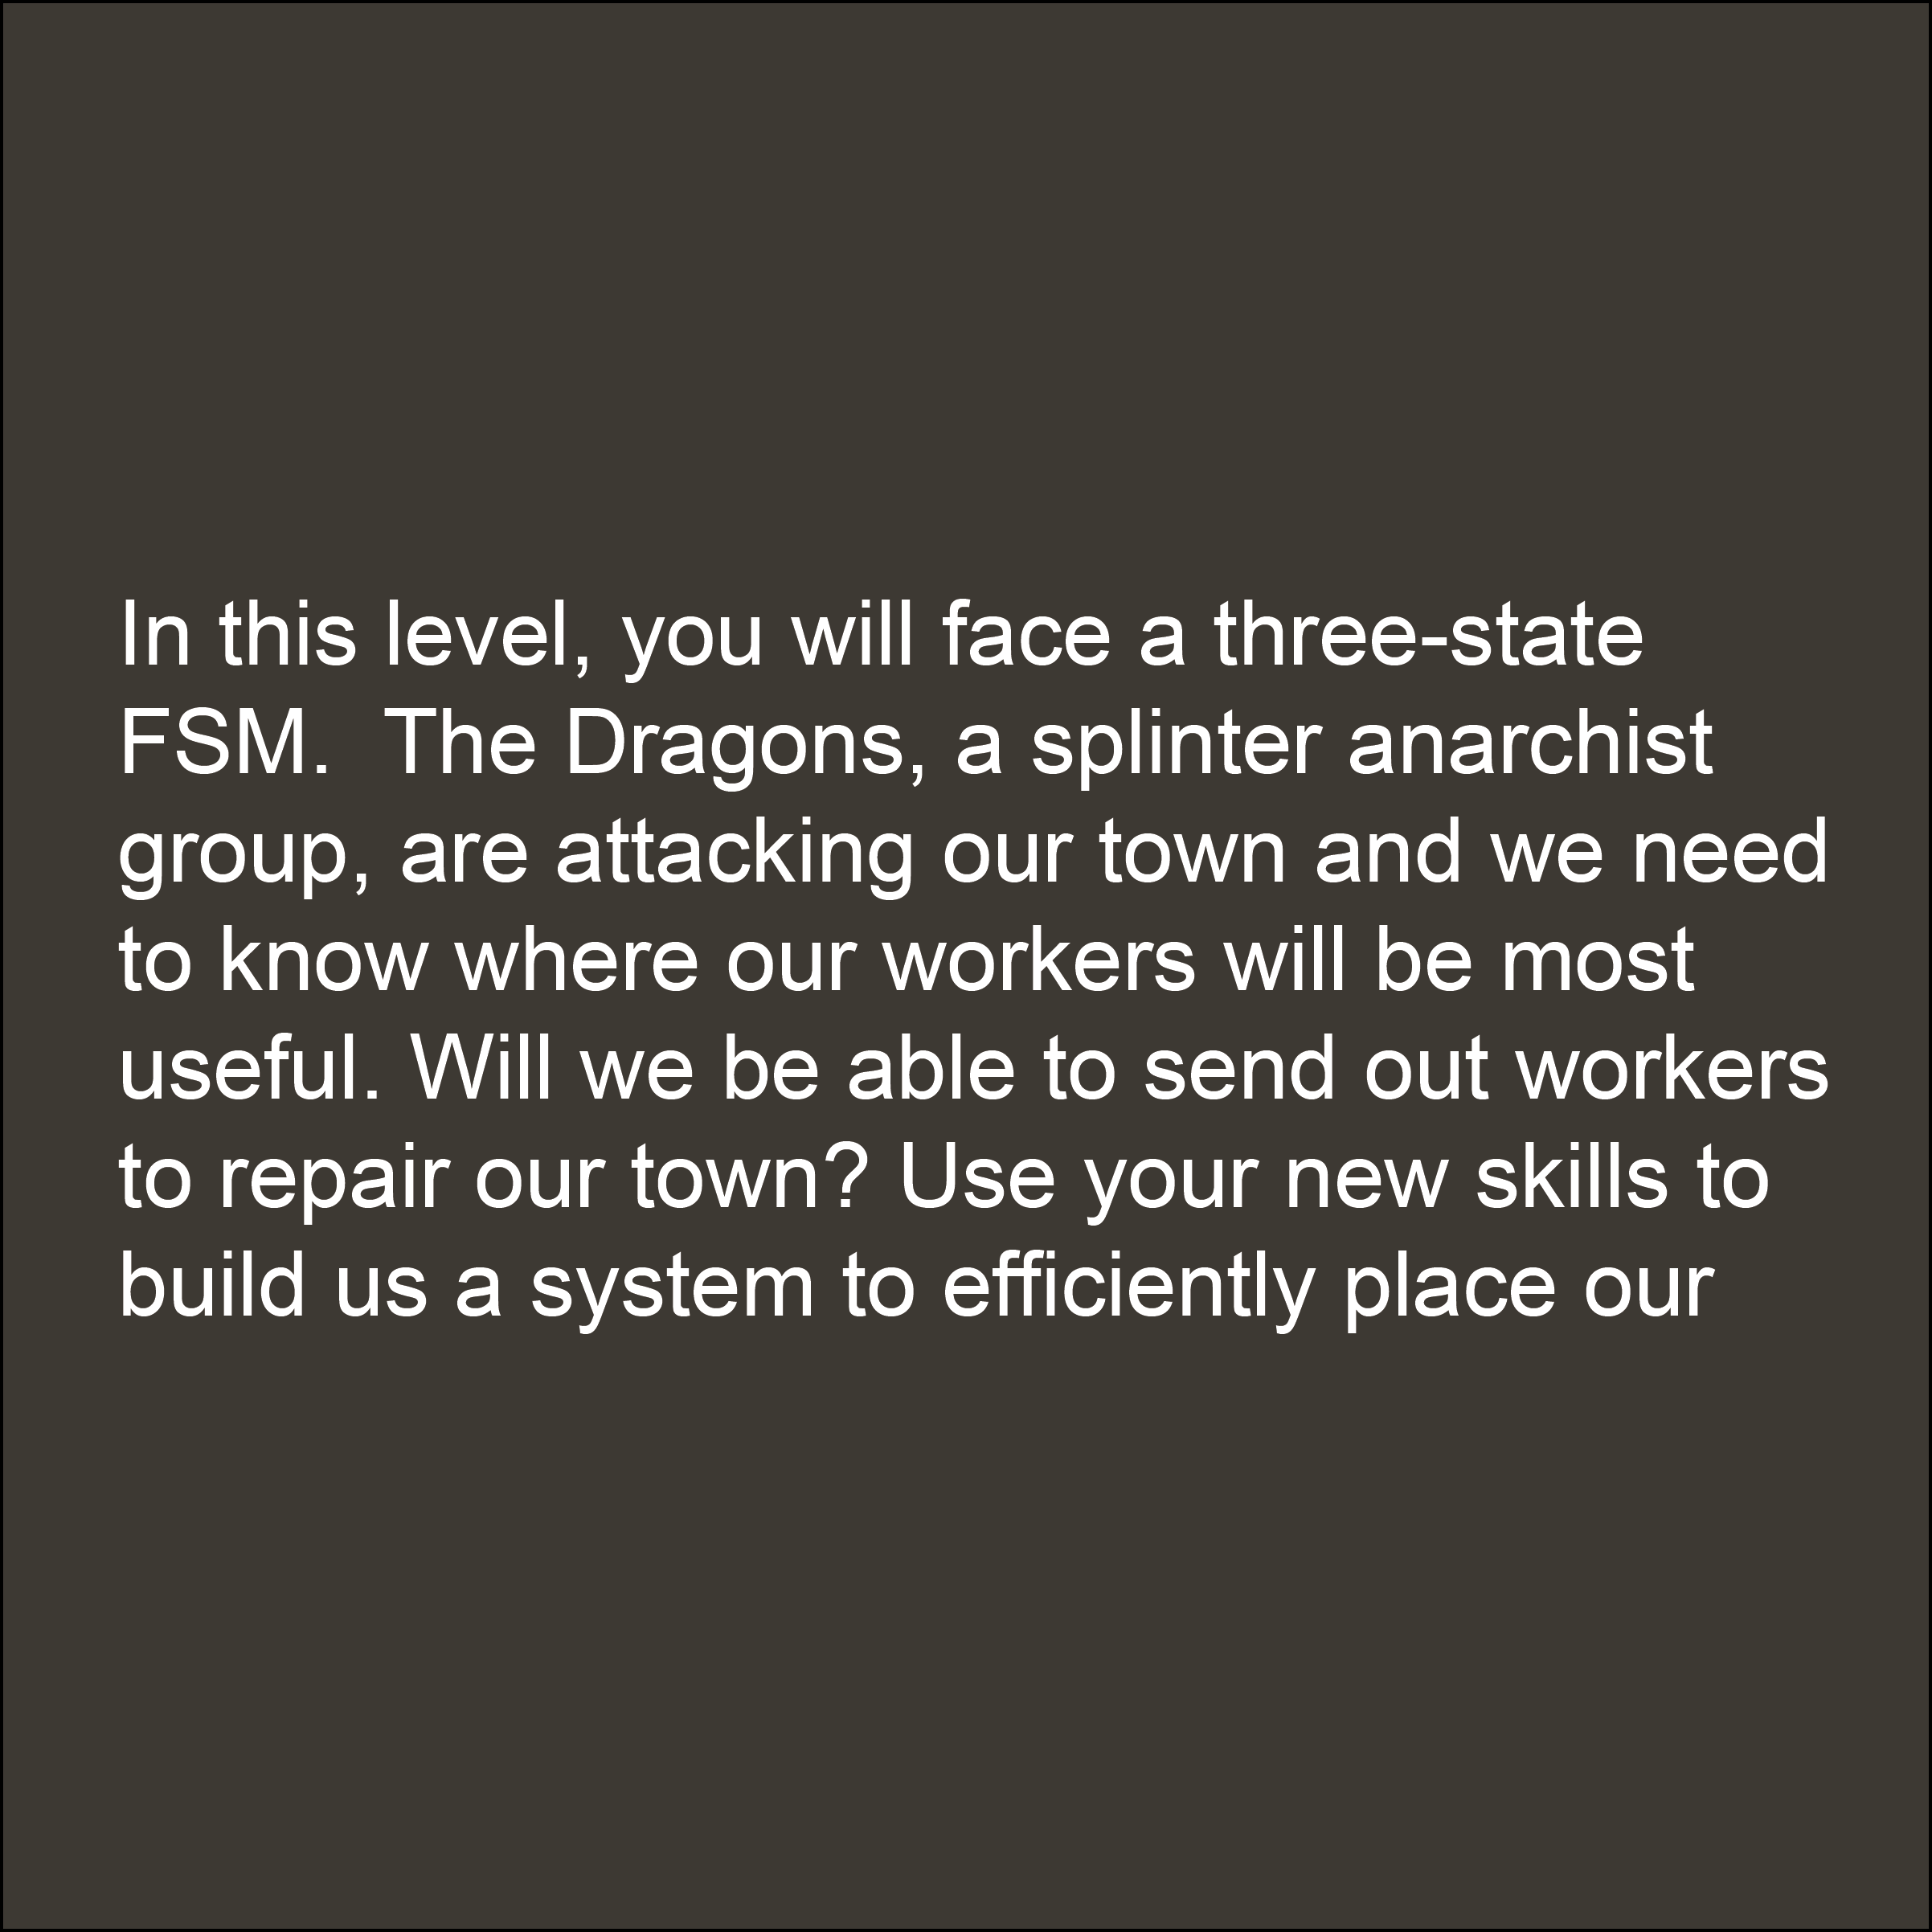 In this level, you will face a three-state
FSM.  The Dragons, a splinter anarchist
group, are attacking our town and we need
to know where our workers will be most
useful. Will we be able to send out workers
to repair our town? Use your new skills to
build us a system to efficiently place our